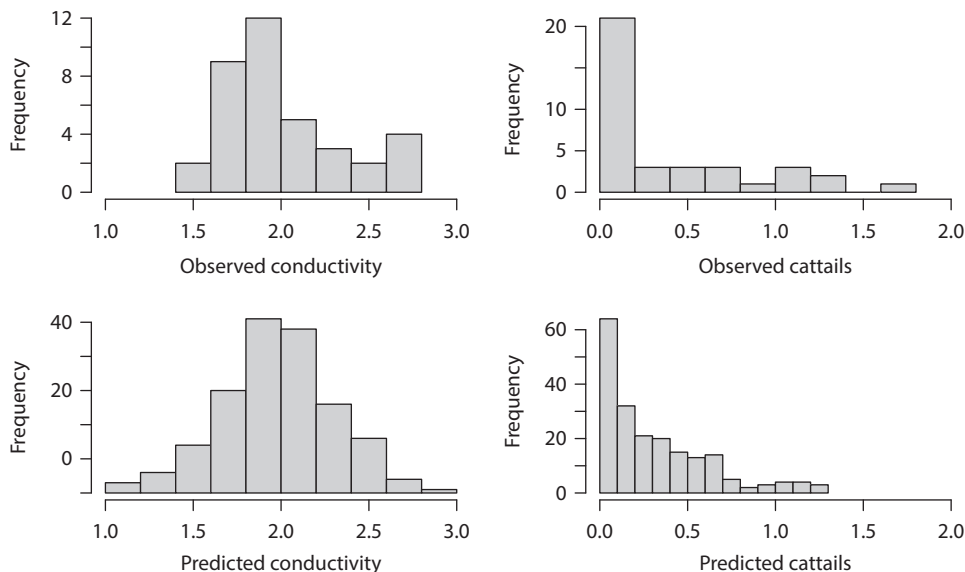 Frequency
12
8
4
0
1.0 1.5 2.0 2.5 3.0
Observed conductivity
Frequency
20
10
5
0
0.0 0.5 1.0 1.5 2.0
Observed cattails
Frequency
40
20
0
1.0 1.5 2.0 2.5 3.0
Predicted conductivity
Frequency
60
40
20
0
0.0 0.5 1.0 1.5 2.0
Predicted cattails